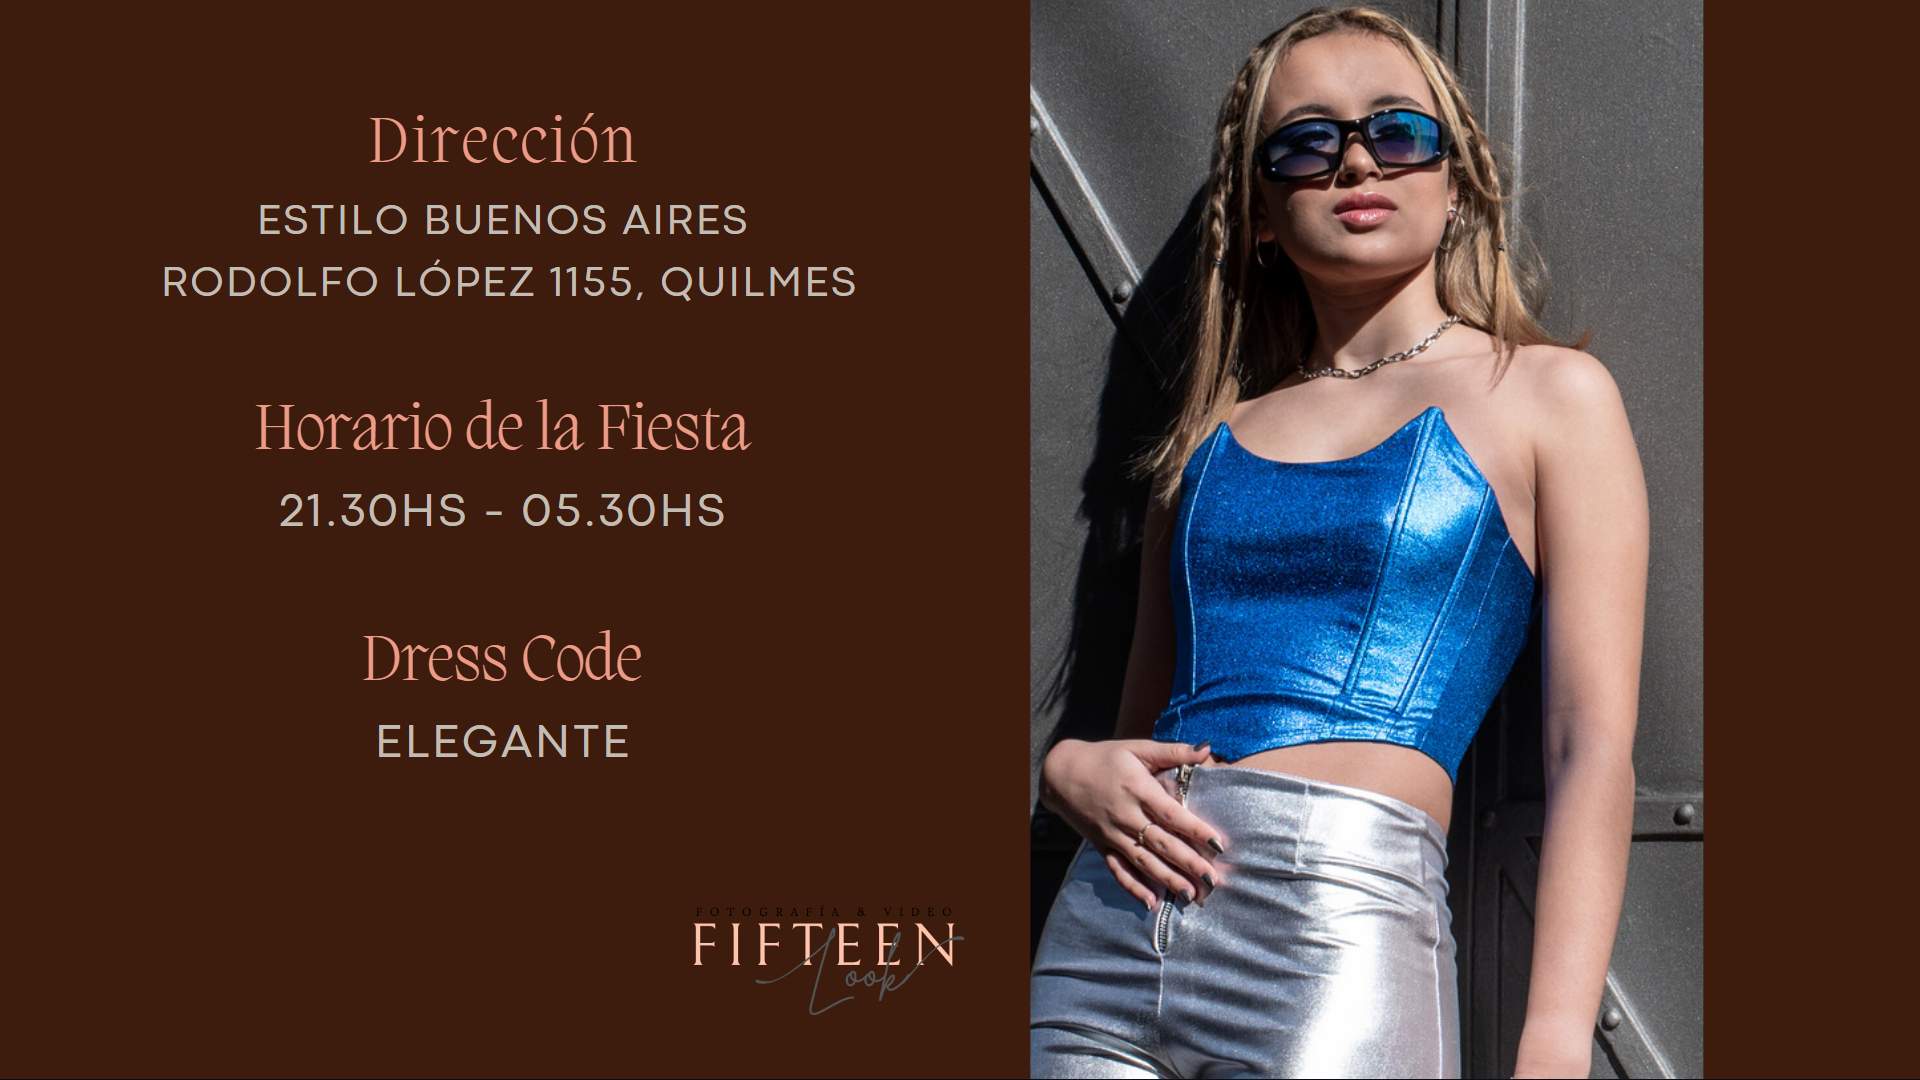 Dirección
ESTILO BUENOS AIRES
RODOLFO LÓPEZ 1155, QUILMES
Horario de la Fiesta
21.30HS - 05.30HS
Dress Code
ELEGANTE
FOTOGRAFÍA & VIDEO
FIFTEEN
Look